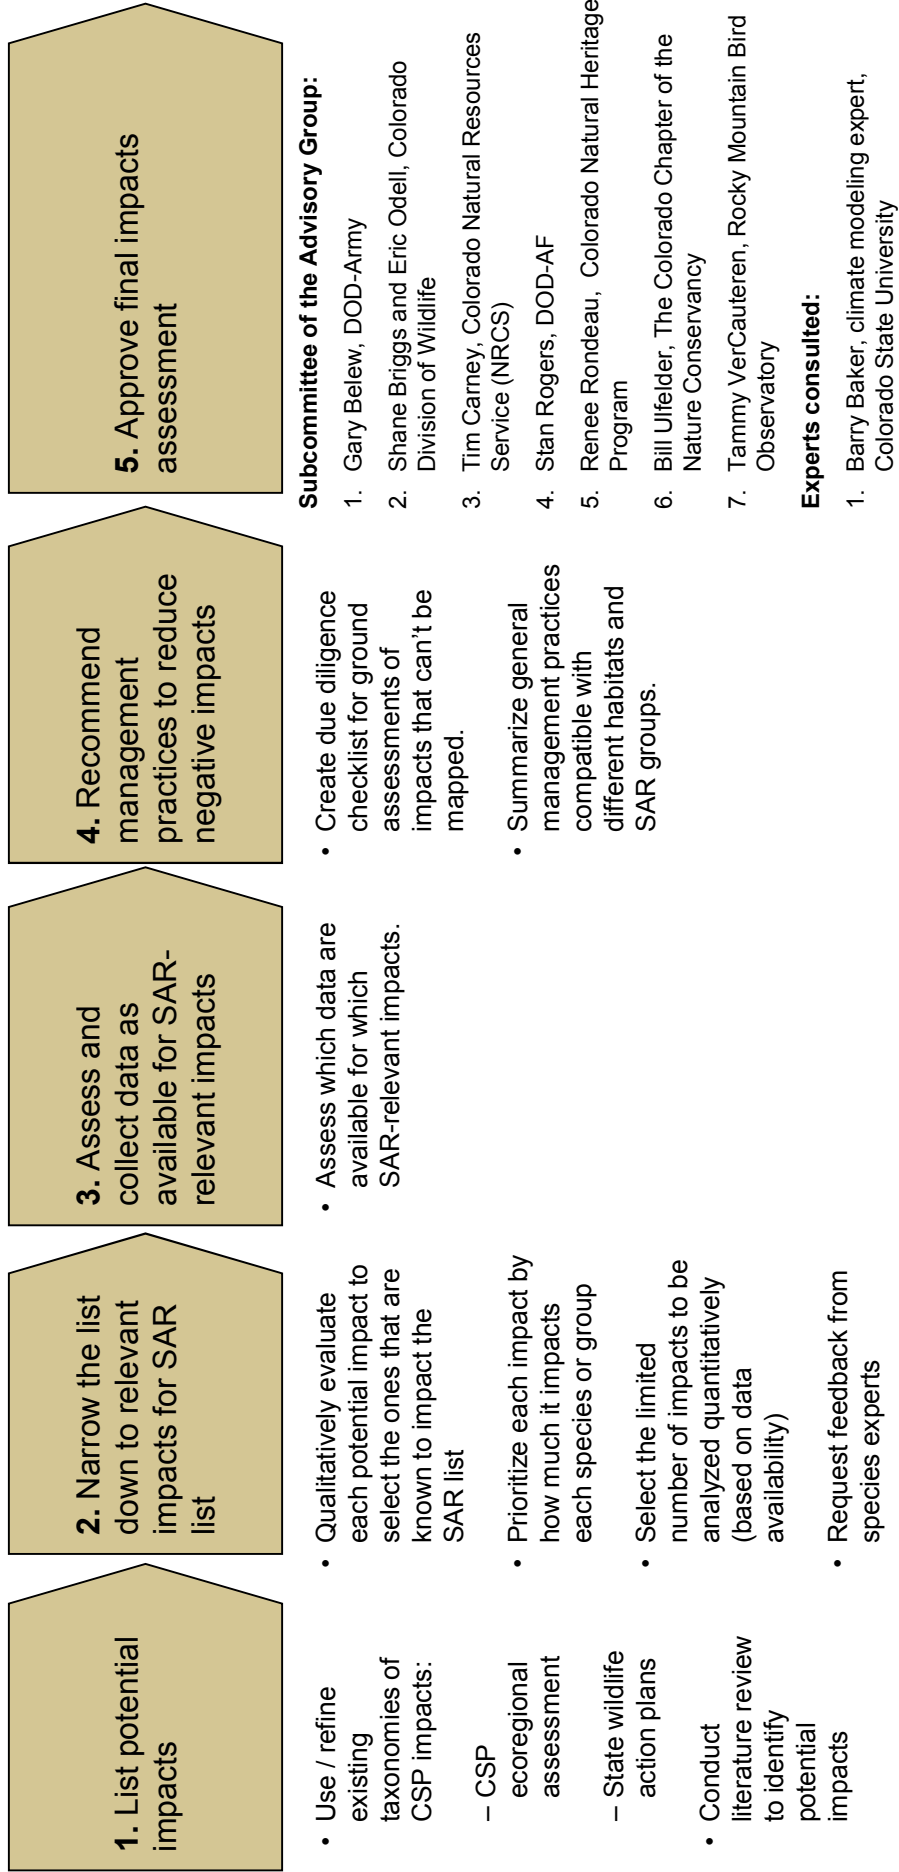 1. List potential
impacts
• Use / refine
existing
taxonomies of
CSP impacts:
– CSP
ecoregional
assessment
– State wildlife
action plans
• Conduct
literature review
to identify
potential
impacts
2. Narrow the list
down to relevant
impacts for SAR
list
• Qualitatively evaluate
each potential impact to
select the ones that are
known to impact the
SAR list
• Prioritize each impact by
how much it impacts
each species or group
• Select the limited
number of impacts to be
analyzed quantitatively
(based on data
availability)
• Request feedback from
species experts
3. Assess and
collect data as
available for SAR-
relevant impacts
• Assess which data are
available for which
SAR-relevant impacts.
4. Recommend
management
practices to reduce
negative impacts
• Create due diligence
checklist for ground
assessments of
impacts that can’t be
mapped.
• Summarize general
management practices
compatible with
different habitats and
SAR groups.
5. Approve final impacts
assessment
Subcommittee of the Advisory Group:
1. Gary Belew, DOD-Army
2. Shane Briggs and Eric Odell, Colorado
Division of Wildlife
3. Tim Carney, Colorado Natural Resources
Service (NRCS)
4. Stan Rogers, DOD-AF
5. Renee Rondeau, Colorado Natural Heritage
Program
6. Bill Ulfelder, The Colorado Chapter of the
Nature Conservancy
7. Tammy VerCauteren, Rocky Mountain Bird
Observatory
Experts consulted:
1. Barry Baker, climate modeling expert,
Colorado State University